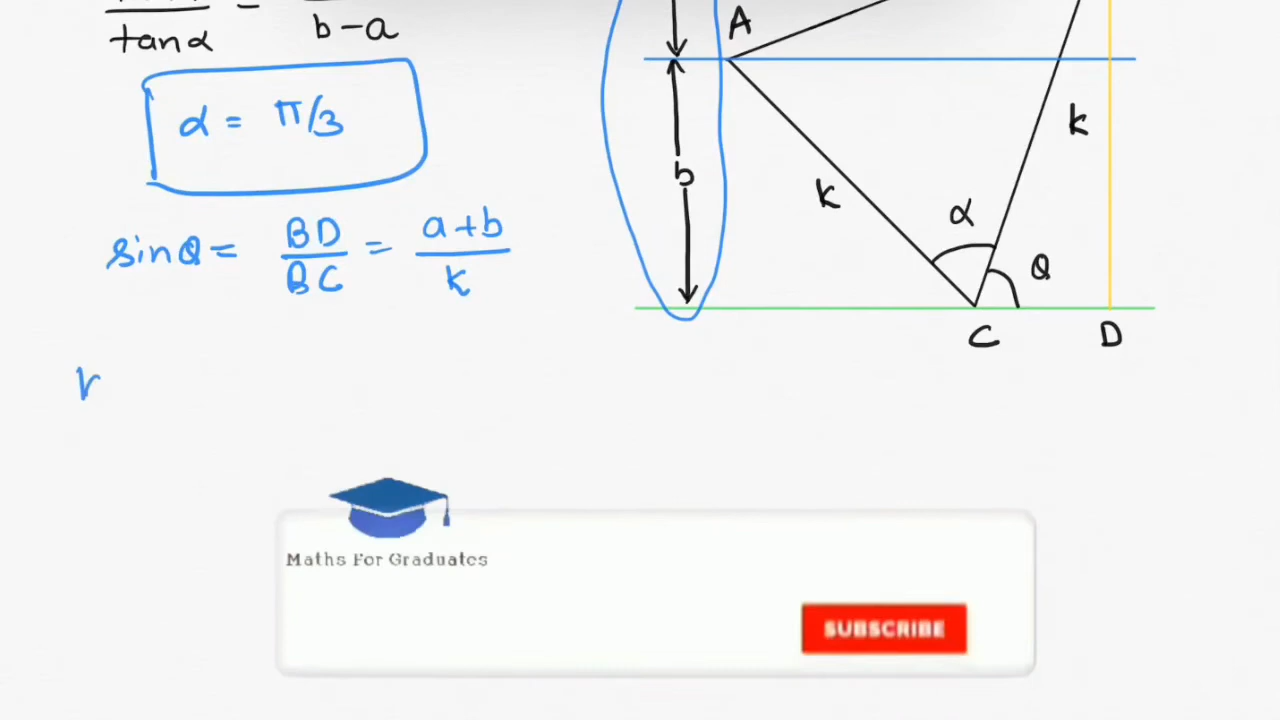 tanα = b-a
α = π/3
sinθ = BD/BC = a+b/k
k
A
b
k
k
α
θ
C
D
Maths For Graduates
SUBSCRIBE